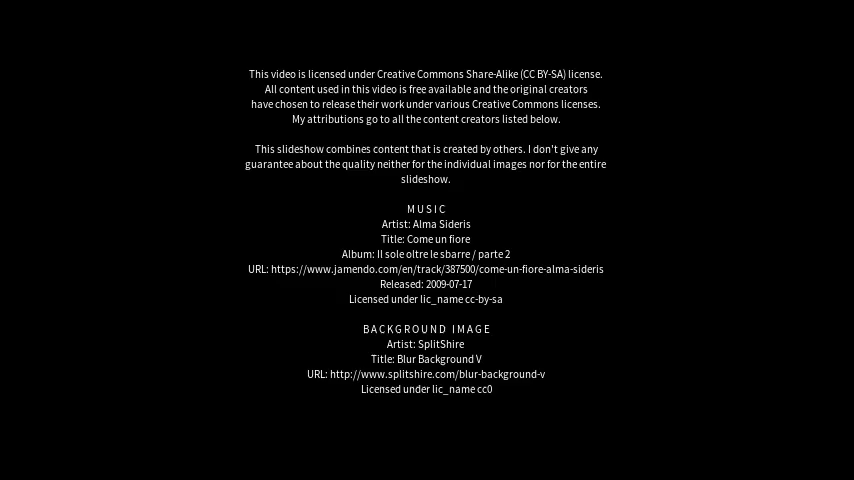 This video is licensed under Creative Commons Share-Alike (CC BY-SA) license.
All content used in this video is free available and the original creators
have chosen to release their work under various Creative Commons licenses.
My attributions go to all the content creators listed below.
This slideshow combines content that is created by others. I don't give any
guarantee about the quality neither for the individual images nor for the entire
slideshow.
MUSIC
Artist: Alma Sideris
Title: Come un fiore
Album: Il sole oltre le sbarre / parte 2
URL: https://www.jamendo.com/en/track/387500/come-un-fiore-alma-sideris
Released: 2009-07-17
Licensed under lic_name cc-by-sa
BACKGROUND IMAGE
Artist: SplitShire
Title: Blur Background V
URL: http://www.splitshire.com/blur-background-v
Licensed under lic_name cc0